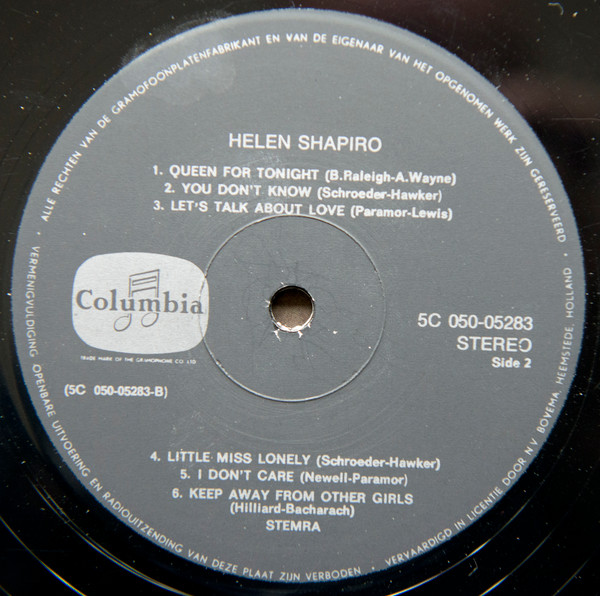 ALLE RECHTEN VAN DE GRAMOFOONPLATENFABRIKANT EN VAN DE EIGENAAR VAN HET OPGENOMEN WERK ZIJN GERESERVEERD
HELEN SHAPIRO
1. QUEEN FOR TONIGHT (B.Raleigh-A.Wayne)
2. YOU DON'T KNOW (Schroeder-Hawker)
3. LET'S TALK ABOUT LOVE (Paramor-Lewis)
Columbia
TRADE MARK OF THE GRAMOPHONE CO. LTD
5C 050-05283
STEREO
Side 2
(5C 050-05283-B)
4. LITTLE MISS LONELY (Schroeder-Hawker)
5. I DON'T CARE (Newell-Paramor)
6. KEEP AWAY FROM OTHER GIRLS
(Hilliard-Bacharach)
STEMRA
VERMENIGVULDIGING OPENBARE UITVOERING EN RADIOUITZENDING VAN DEZE PLAAT ZIJN VERBODEN · VERVAARDIGD IN LICENTIE DOOR N.V. BOVEMA, HEEMSTEDE, HOLLAND